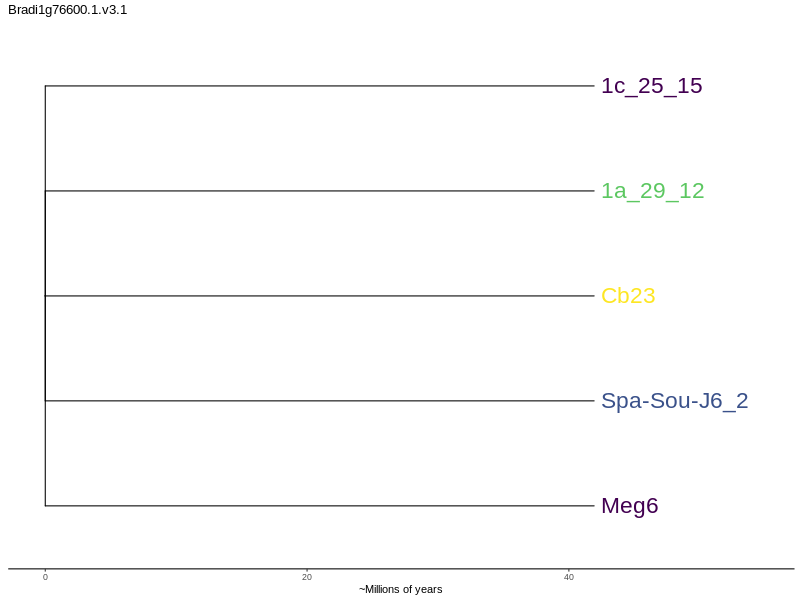 Bradi1g76600.1.v3.1
1c_25_15
1a_29_12
Cb23
Spa-Sou-J6_2
Meg6
0 20 40
~Millions of years